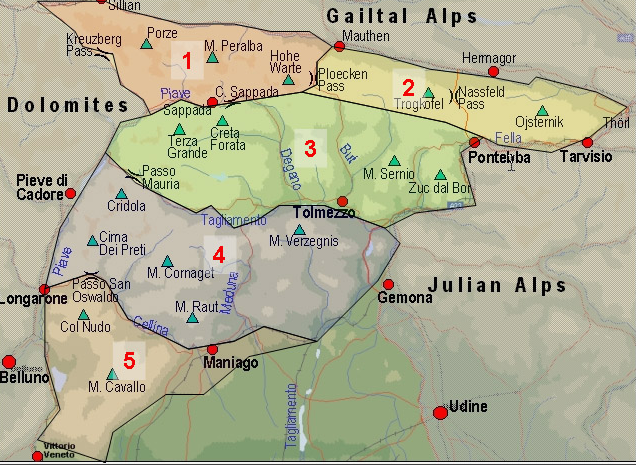 Sillian
Gailtal Alps
Mauthen
Kreuzberg
Pass
Porze
M. Peralba
1
Hohe
Warte
Ploecken
Pass
Hermagor
2
Trogkofel
Nassfeld
Pass
Ojsternik
Thörl
Dolomites
Piave
C. Sappada
Sappada
Terza
Grande
Creta
Forata
3
Degano
But
M. Sernio
Zuc dal Bor
Fella
Pontebba
Tarvisio
Passo
Mauria
Pieve di
Cadore
Cridola
Tagliamento
Tolmezzo
M. Verzegnis
Cima
Dei Preti
4
Piave
M. Cornaget
Meduna
Julian Alps
Longarone
Passo San
Oswaldo
Gemona
Col Nudo
M. Raut
Cellina
5
Maniago
M. Cavallo
Belluno
Tagliamento
Udine
Vittorio
Veneto